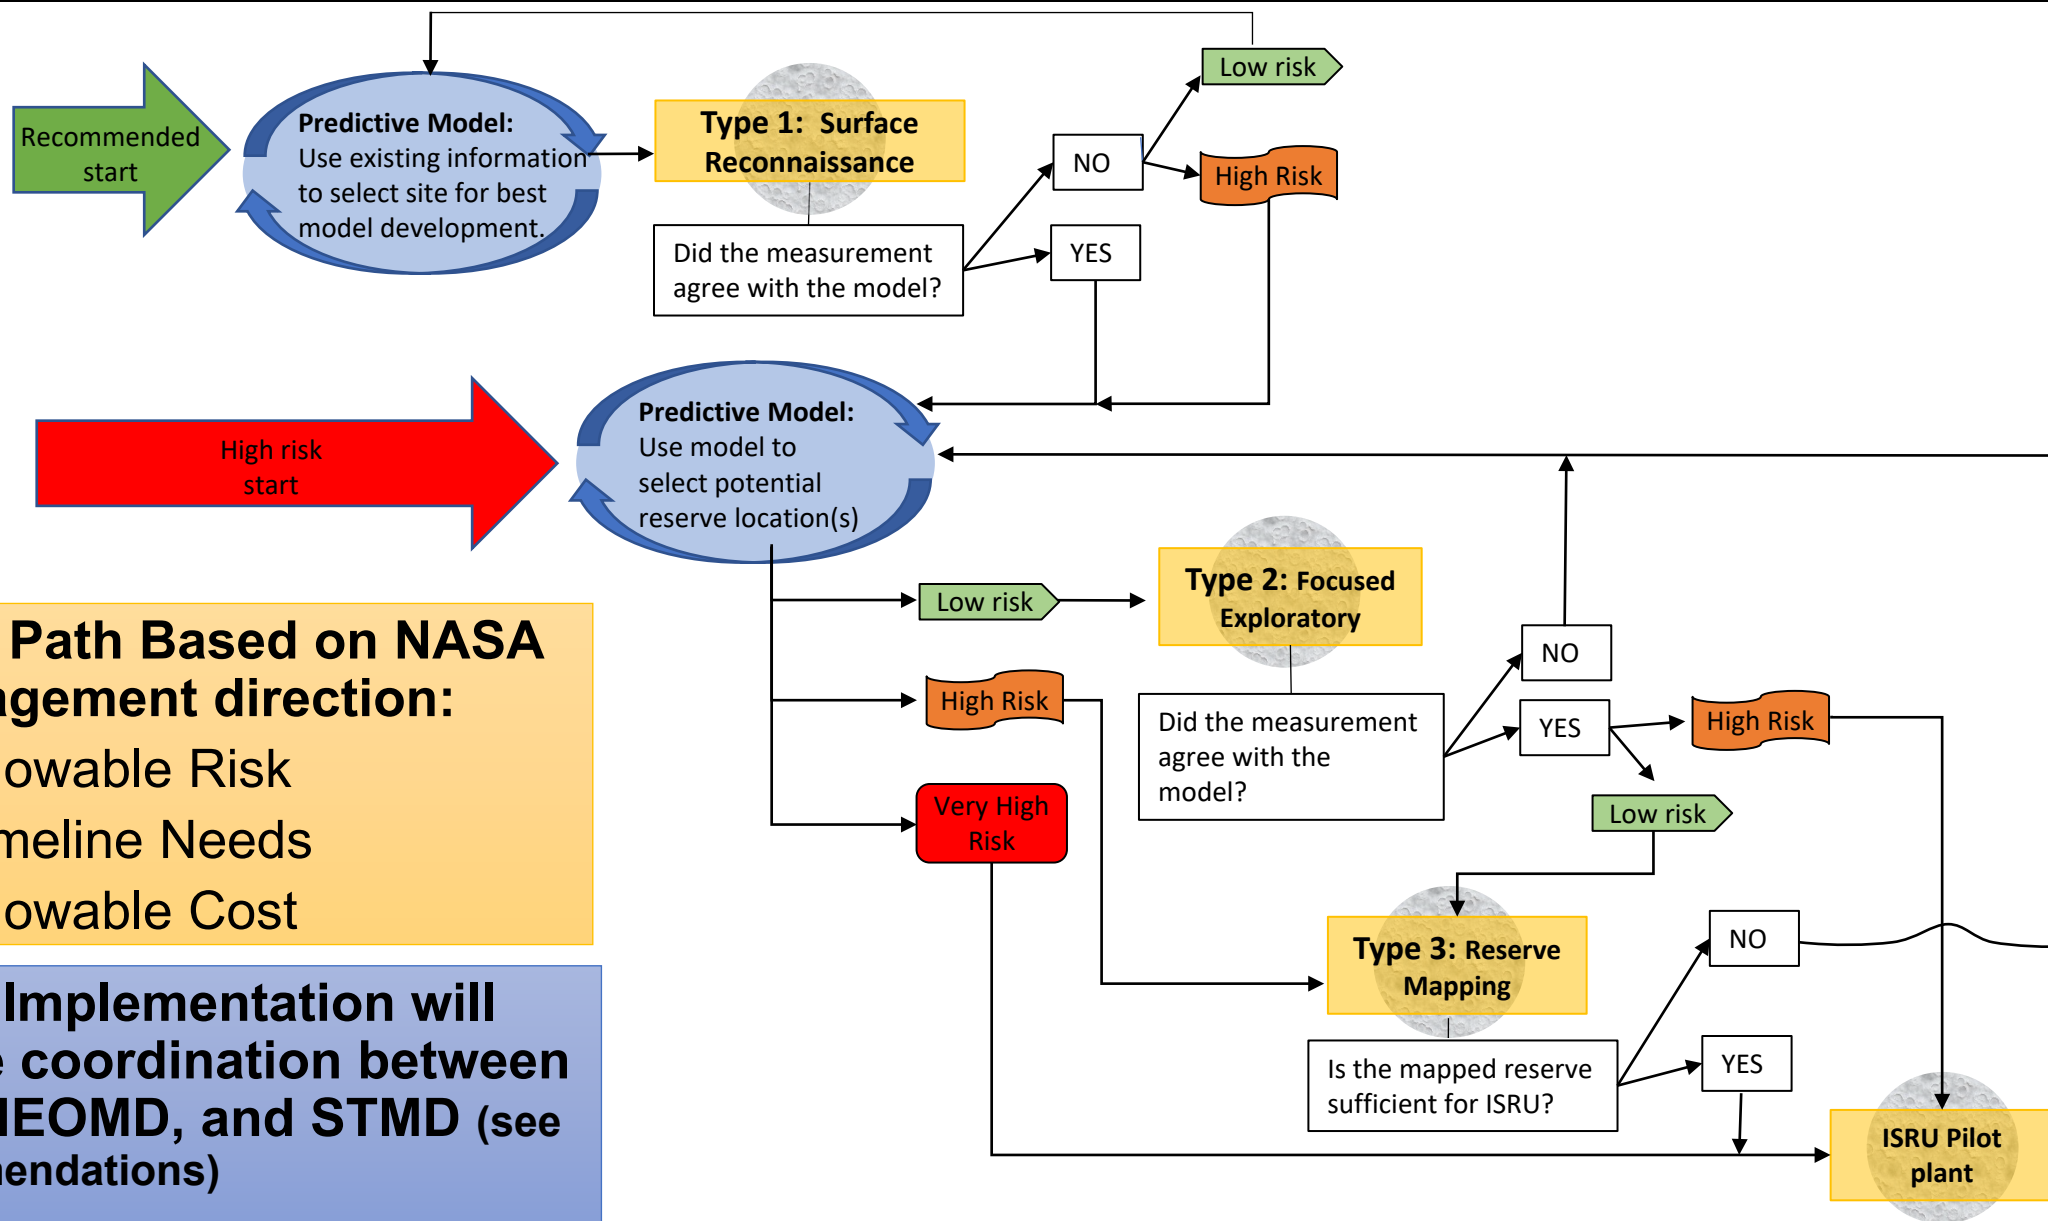 Recommended
start
Predictive Model:
Use existing information
to select site for best
model development.
Type 1: Surface
Reconnaissance
Did the measurement
agree with the model?
NO
YES
Low risk
High Risk
High risk
start
Predictive Model:
Use model to
select potential
reserve location(s)
Low risk
High Risk
Very High
Risk
Type 2: Focused
Exploratory
Did the measurement
agree with the
model?
NO
YES
High Risk
Low risk
Type 3: Reserve
Mapping
Is the mapped reserve
sufficient for ISRU?
NO
YES
ISRU Pilot
plant
Path Based on NASA
agement direction:
owable Risk
meline Needs
owable Cost
Implementation will
e coordination between
IEOMD, and STMD (see
endations)